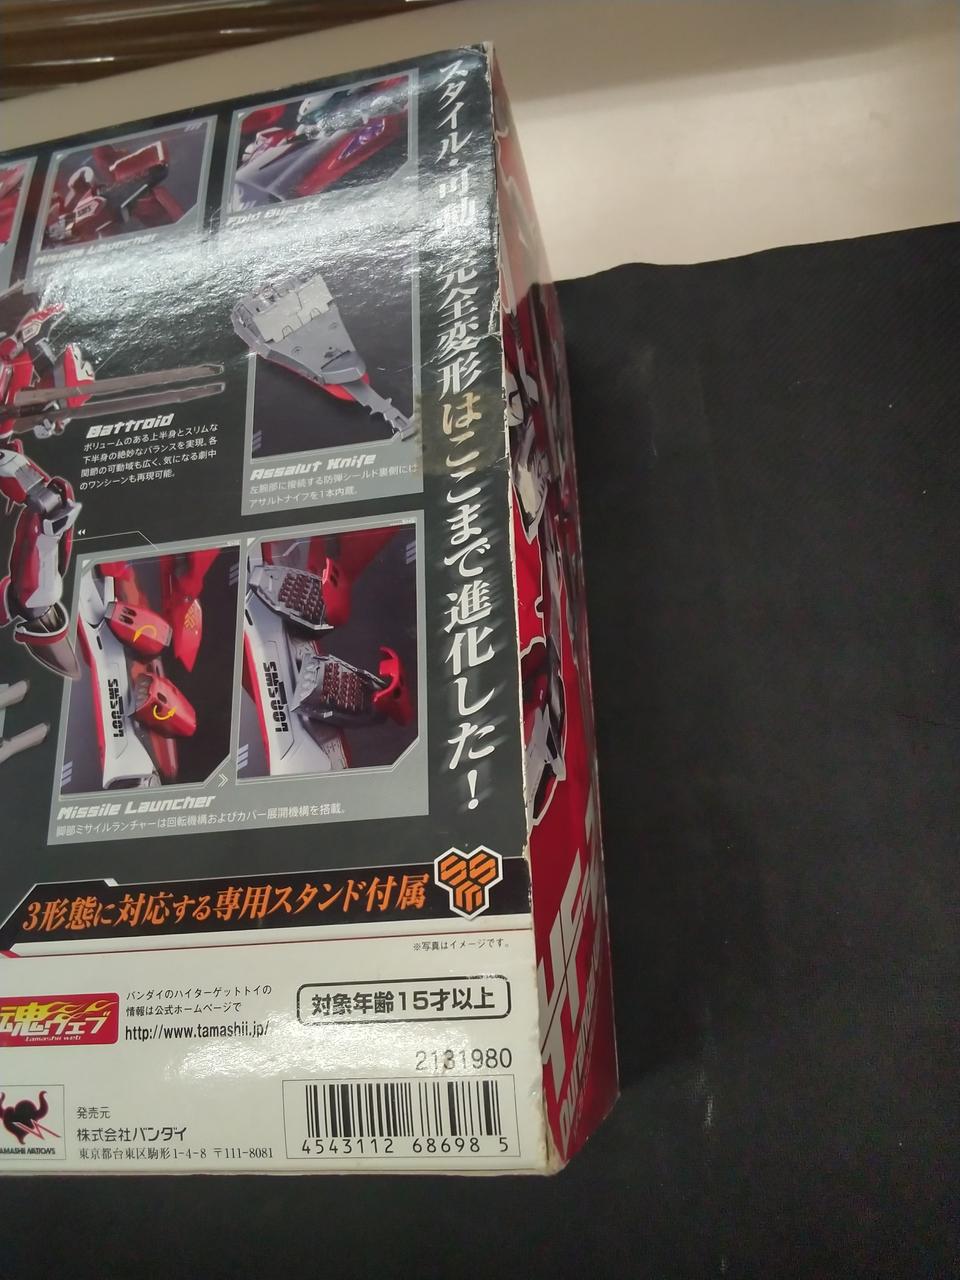 スタイル・可動・完全変形はここまで進化した!
Missile Launcher
Fold Quartz
Battroid
ボリュームのある上半身とスリムな
下半身の絶妙なバランスを実現。各
関節の可動域も広く、気になる劇中
のワンシーンも再現可能。
Assalut Knife
左腕部に接続する防弾シールド裏側に
アサルトナイフを1本内蔵。
SMS007
SMS007
Missile Launcher
脚部ミサイルランチャーは回転機構およびカバー展開機構を搭載。
3形態に対応する専用スタンド付属
※写真はイメージです。
魂ウェブ
tamashii web
バンダイのハイターゲットトイの
情報は公式ホームページで
http://www.tamashii.jp/
対象年齢15才以上
2131980
発売元
株式会社バンダイ
東京都台東区駒形1-4-8 〒111-8081
TAMASHII NATIONS
4543112 68698 5